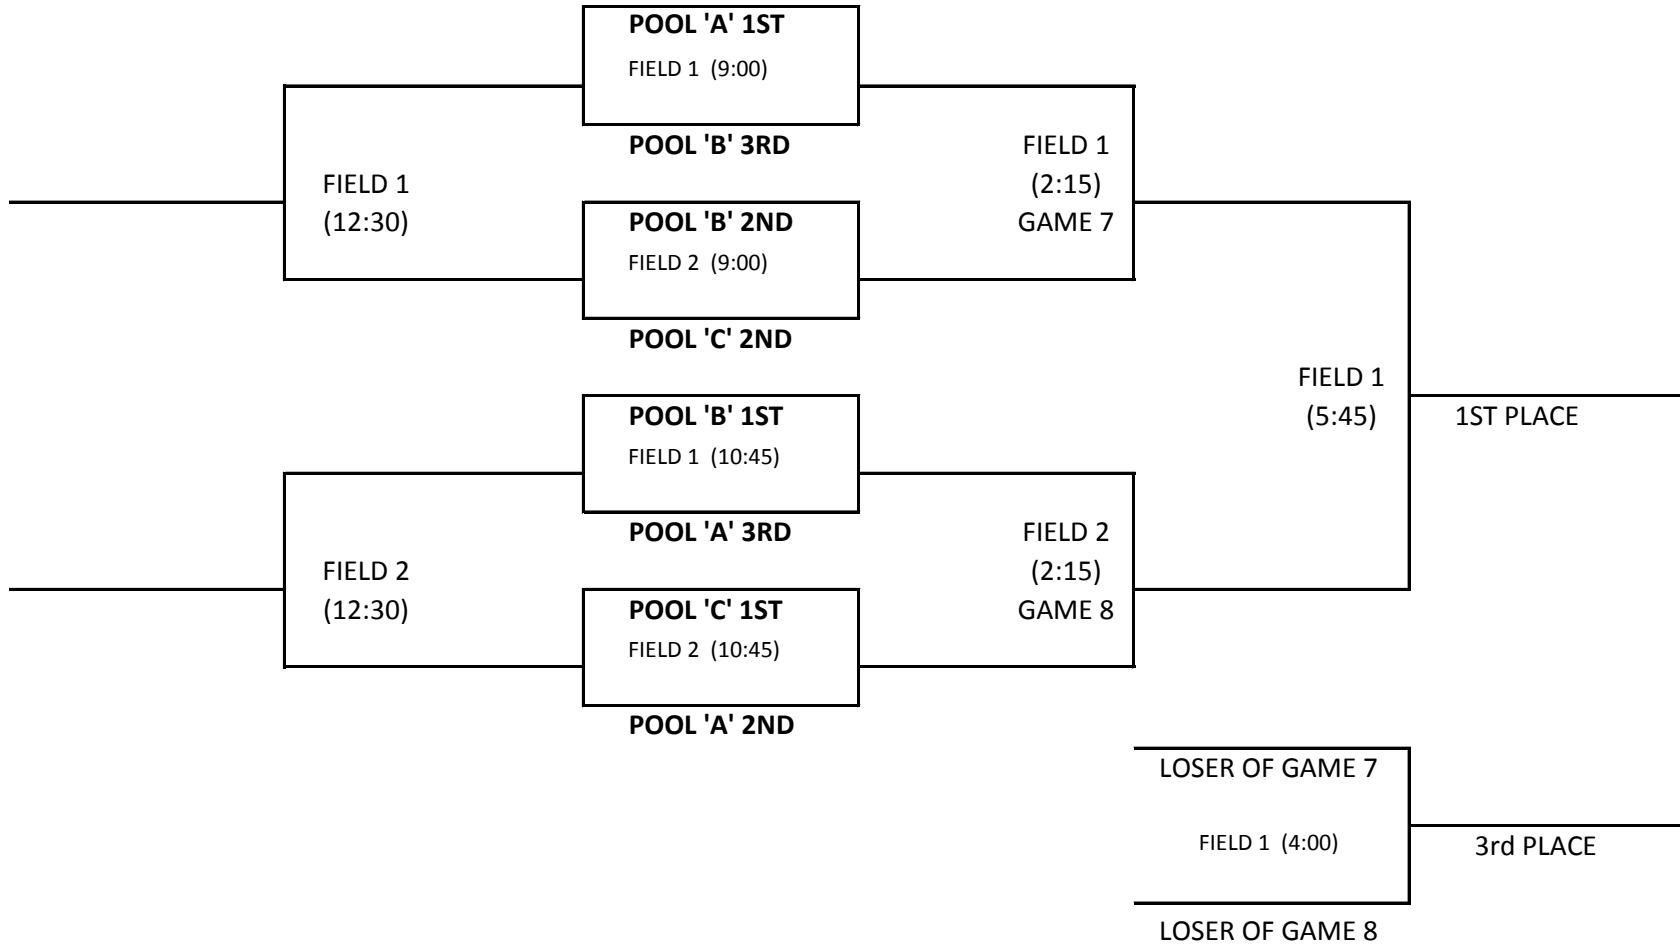 POOL 'A' 1ST
FIELD 1 (9:00)
POOL 'B' 3RD
FIELD 1
(12:30)
FIELD 1
(2:15)
GAME 7
POOL 'B' 2ND
FIELD 2 (9:00)
POOL 'C' 2ND
FIELD 1
(5:45)
1ST PLACE
POOL 'B' 1ST
FIELD 1 (10:45)
POOL 'A' 3RD
FIELD 2
(12:30)
FIELD 2
(2:15)
GAME 8
POOL 'C' 1ST
FIELD 2 (10:45)
POOL 'A' 2ND
LOSER OF GAME 7
FIELD 1 (4:00)
3rd PLACE
LOSER OF GAME 8